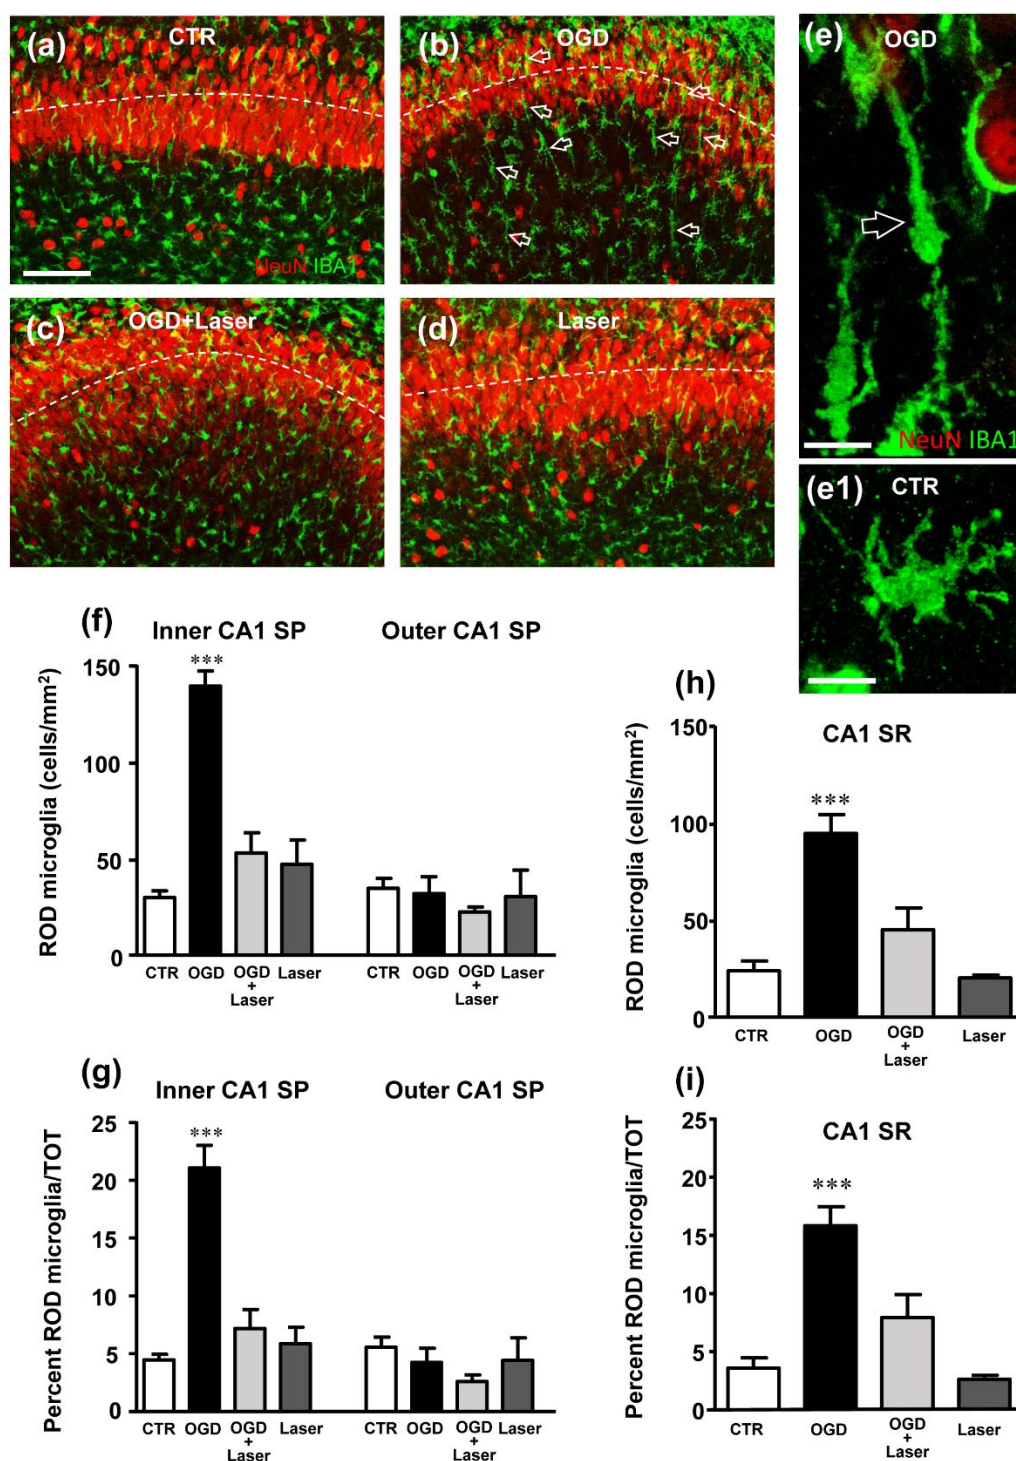 (a)
CTR
NeuN IBA1
(b)
OGD
(c)
OGD+Laser
(d)
Laser
(e)
OGD
NeuN IBA1
(e1)
CTR
(f)
Inner CA1 SP
Outer CA1 SP
ROD microglia (cells/mm²)
150
100
50
0
***
CTR
OGD
OGD
+
Laser
Laser
CTR
OGD
OGD
+
Laser
Laser
(h)
CA1 SR
ROD microglia (cells/mm²)
150
100
50
0
***
CTR
OGD
OGD
+
Laser
Laser
(g)
Inner CA1 SP
Outer CA1 SP
Percent ROD microglia/TOT
25
20
15
10
5
0
***
CTR
OGD
OGD
+
Laser
Laser
CTR
OGD
OGD
+
Laser
Laser
(i)
CA1 SR
Percent ROD microglia/TOT
25
20
15
10
5
0
***
CTR
OGD
OGD
+
Laser
Laser